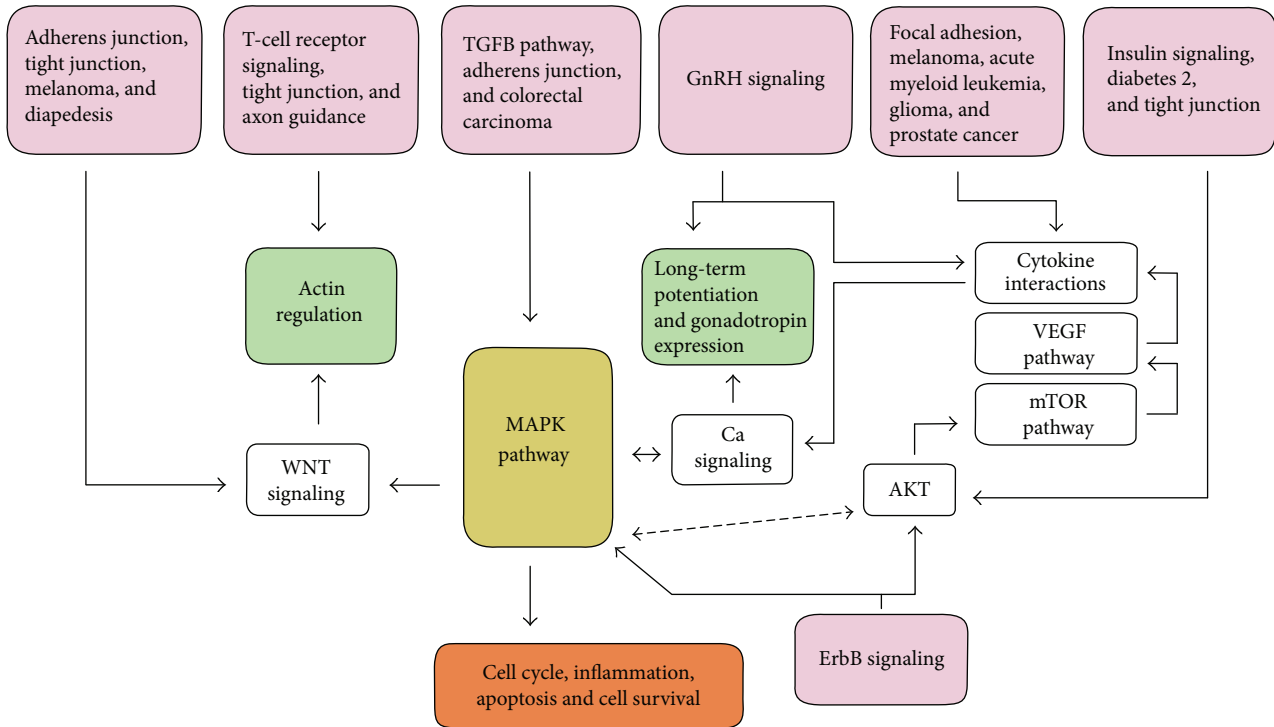 Adherens junction,
tight junction,
melanoma, and
diapedesis
T-cell receptor
signaling,
tight junction, and
axon guidance
TGFB pathway,
adherens junction,
and colorectal
carcinoma
GnRH signaling
Focal adhesion,
melanoma, acute
myeloid leukemia,
glioma, and
prostate cancer
Insulin signaling,
diabetes 2,
and tight junction
Actin
regulation
Long-term
potentiation
and gonadotropin
expression
Cytokine
interactions
VEGF
pathway
mTOR
pathway
MAPK
pathway
Ca
signaling
WNT
signaling
AKT
ErbB signaling
Cell cycle, inflammation,
apoptosis and cell survival